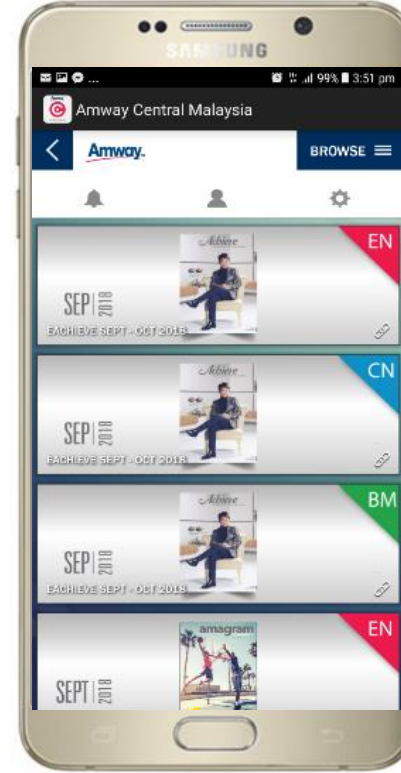 SAMSUNG
... 99% 3:51 pm
Amway Central Malaysia
Amway
BROWSE
EN
Achieve
SEP 2018
EACHIEVE SEPT - OCT 2018
CN
Achieve
SEP 2018
EACHIEVE SEPT - OCT 2018
BM
Achieve
SEP 2018
EACHIEVE SEPT - OCT 2018
EN
amagram
SEPT 2018